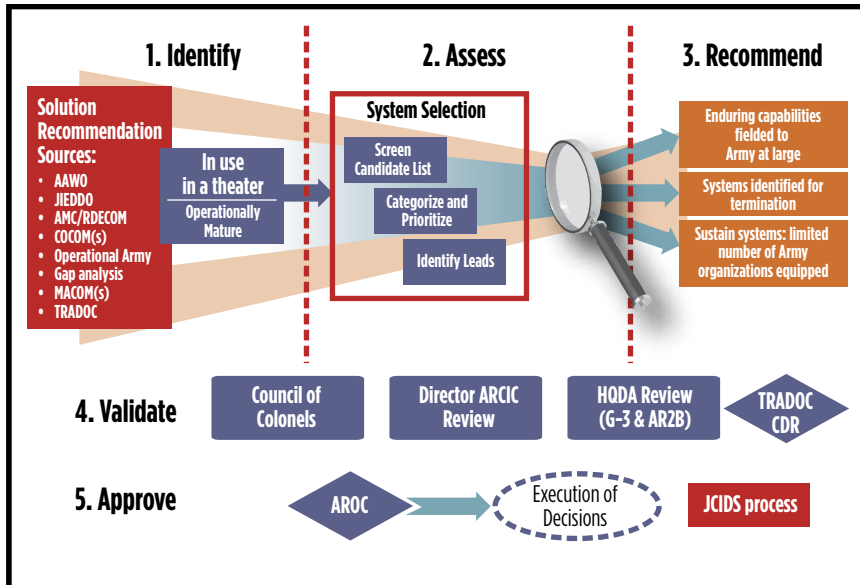 1. Identify
2. Assess
3. Recommend
Solution
Recommendation
Sources:
• AAWO
• JIEDDO
• AMC/RDECOM
• COCOM(s)
• Operational Army
• Gap analysis
• MACOM(s)
• TRADOC
In use
in a theater
Operationally
Mature
System Selection
Screen
Candidate List
Categorize and
Prioritize
Identify Leads
Enduring capabilities
fielded to
Army at large
Systems identified for
termination
Sustain systems: limited
number of Army
organizations equipped
4. Validate
Council of
Colonels
Director ARCIC
Review
HQDA Review
(G-3 & AR2B)
TRADOC
CDR
5. Approve
AROC
Execution of
Decisions
JCIDS process